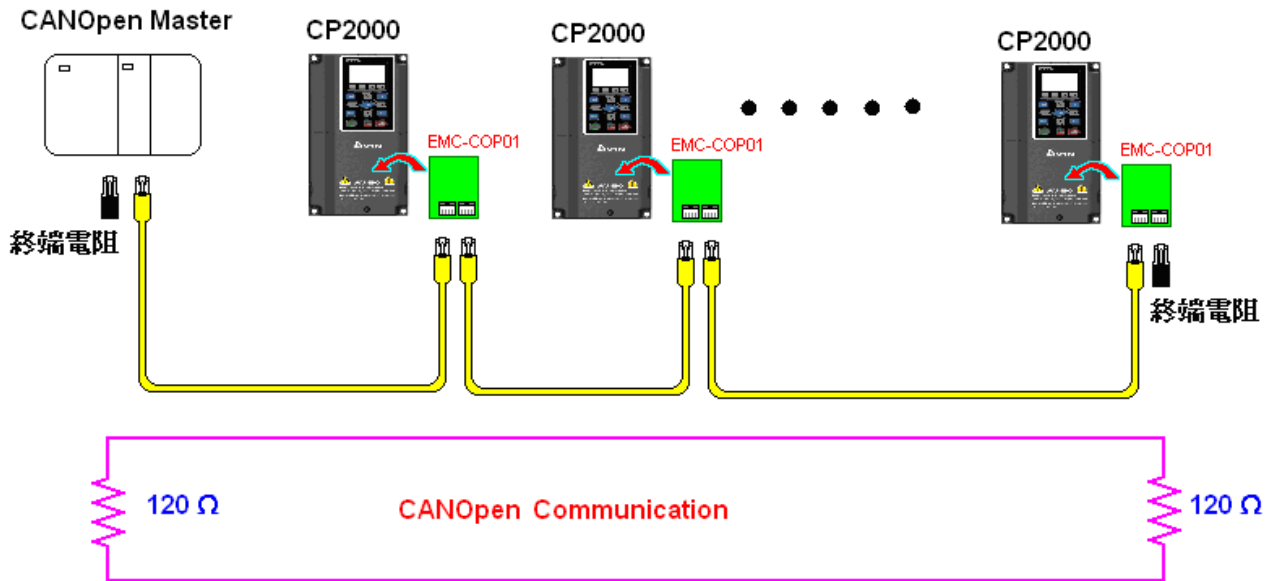 CANOpen Master
CP2000
CP2000
CP2000
EMC-COP01
EMC-COP01
EMC-COP01
終端電阻
終端電阻
120 Ω
CANOpen Communication
120 Ω